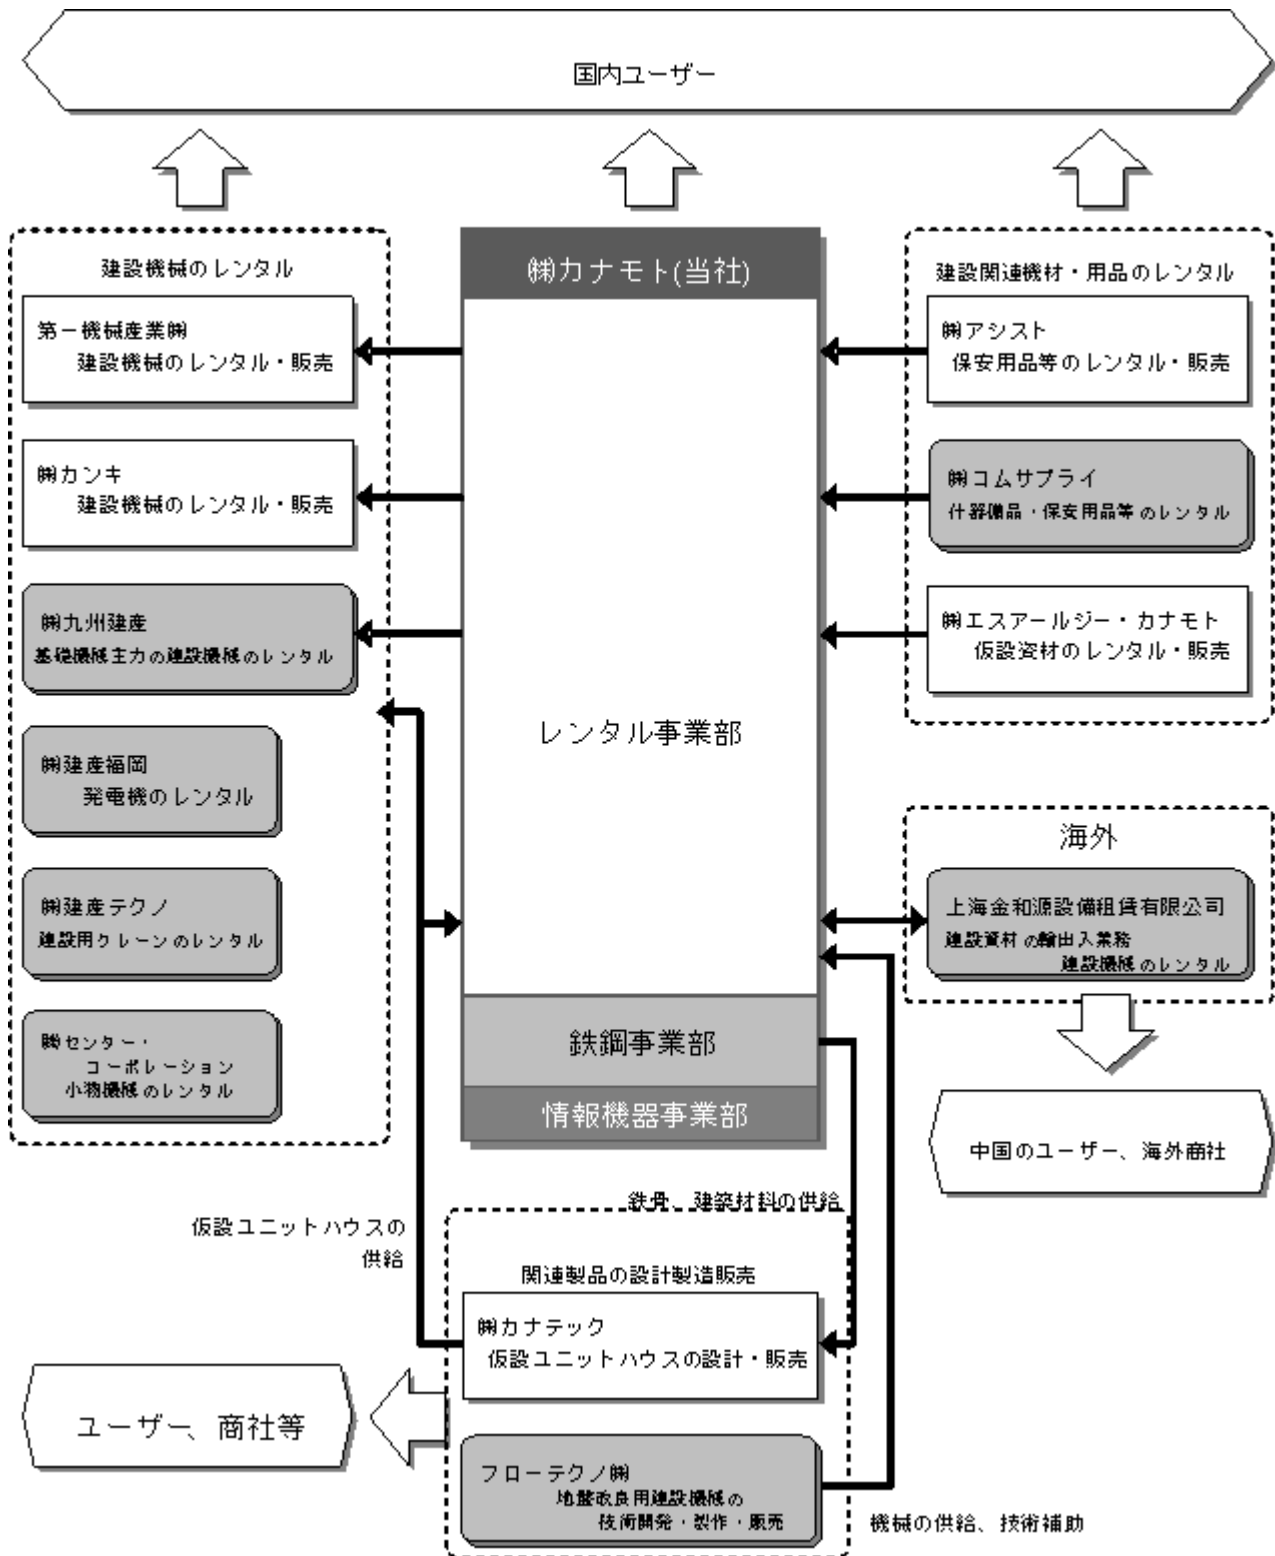 国内ユーザー
建設機械のレンタル
第一機械産業㈱
建設機械のレンタル・販売
㈱カンキ
建設機械のレンタル・販売
㈱九州建産
基礎機械主力の建設機械のレンタル
㈱建産福岡
発電機のレンタル
㈱建産テクノ
建設用クレーンのレンタル
㈱センター・
コーポレーション
小物機械のレンタル
㈱カナモト(当社)
レンタル事業部
鉄鋼事業部
情報機器事業部
建設関連機材・用品のレンタル
㈱アシスト
保安用品等のレンタル・販売
㈱コムサプライ
什器備品・保安用品等のレンタル
㈱エスアールジー・カナモト
仮設資材のレンタル・販売
海外
上海金和源設備租賃有限公司
建設資材の輸出入業務
建設機械のレンタル
中国のユーザー、海外商社
鉄骨、建築材料の供給
仮設ユニットハウスの
供給
関連製品の設計製造販売
㈱カナテック
仮設ユニットハウスの設計・販売
ユーザー、商社等
フローテクノ㈱
地盤改良用建設機械の
技術開発・製作・販売
機械の供給、技術補助